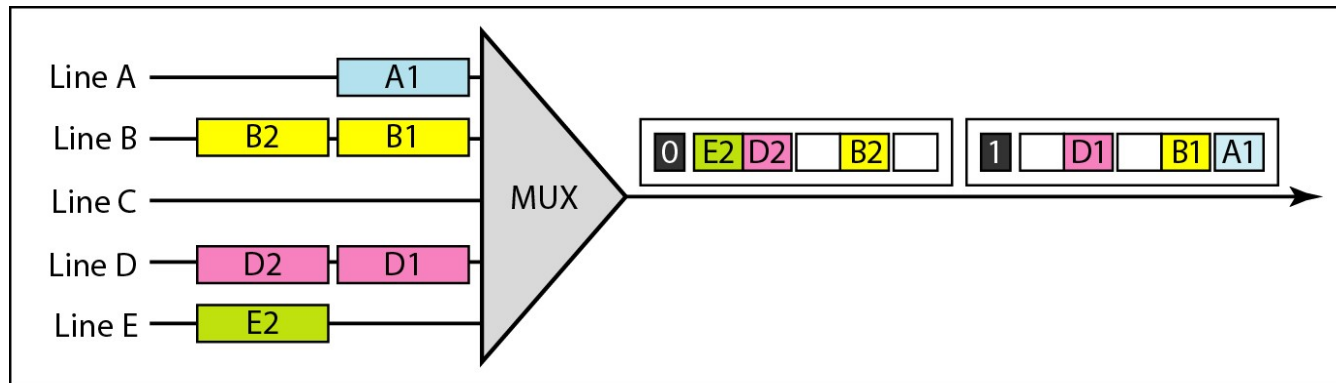 Line A A1
Line B B2 B1
0 E2 D2 B2 1 D1 B1 A1
Line C MUX
Line D D2 D1
Line E E2